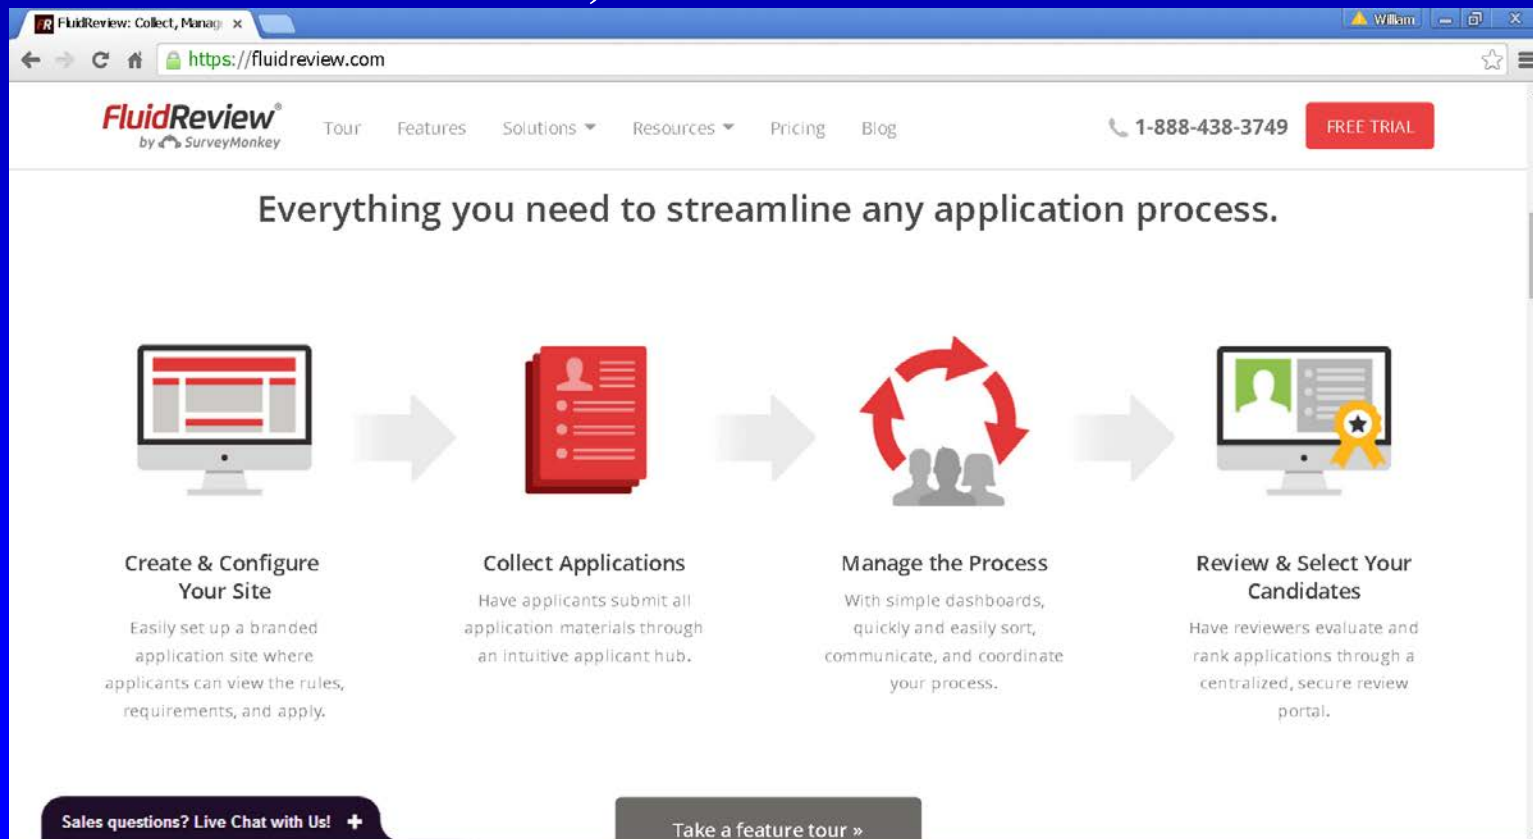 FR FluidReview: Collect, Manag
William
https://fluidreview.com
FluidReview®
by SurveyMonkey
Tour Features Solutions Resources Pricing Blog
1-888-438-3749 FREE TRIAL
Everything you need to streamline any application process.
Create & Configure
Your Site
Easily set up a branded
application site where
applicants can view the rules,
requirements, and apply.
Collect Applications
Have applicants submit all
application materials through
an intuitive applicant hub.
Manage the Process
With simple dashboards,
quickly and easily sort,
communicate, and coordinate
your process.
Review & Select Your
Candidates
Have reviewers evaluate and
rank applications through a
centralized, secure review
portal.
Sales questions? Live Chat with Us! +
Take a feature tour »